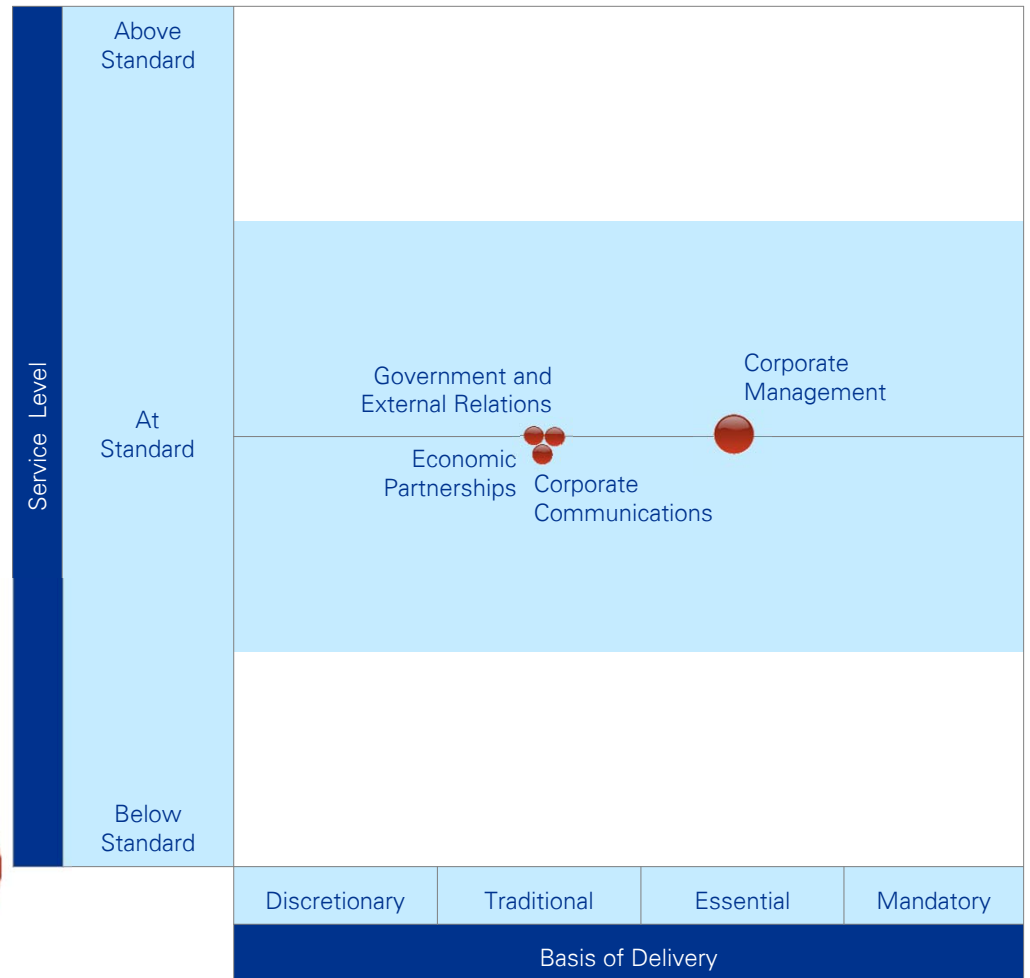 Above
Standard
Service Level
At
Standard
Below
Standard
Government and
External Relations
Economic
Partnerships
Corporate
Communications
Corporate
Management
Discretionary
Traditional
Essential
Mandatory
Basis of Delivery